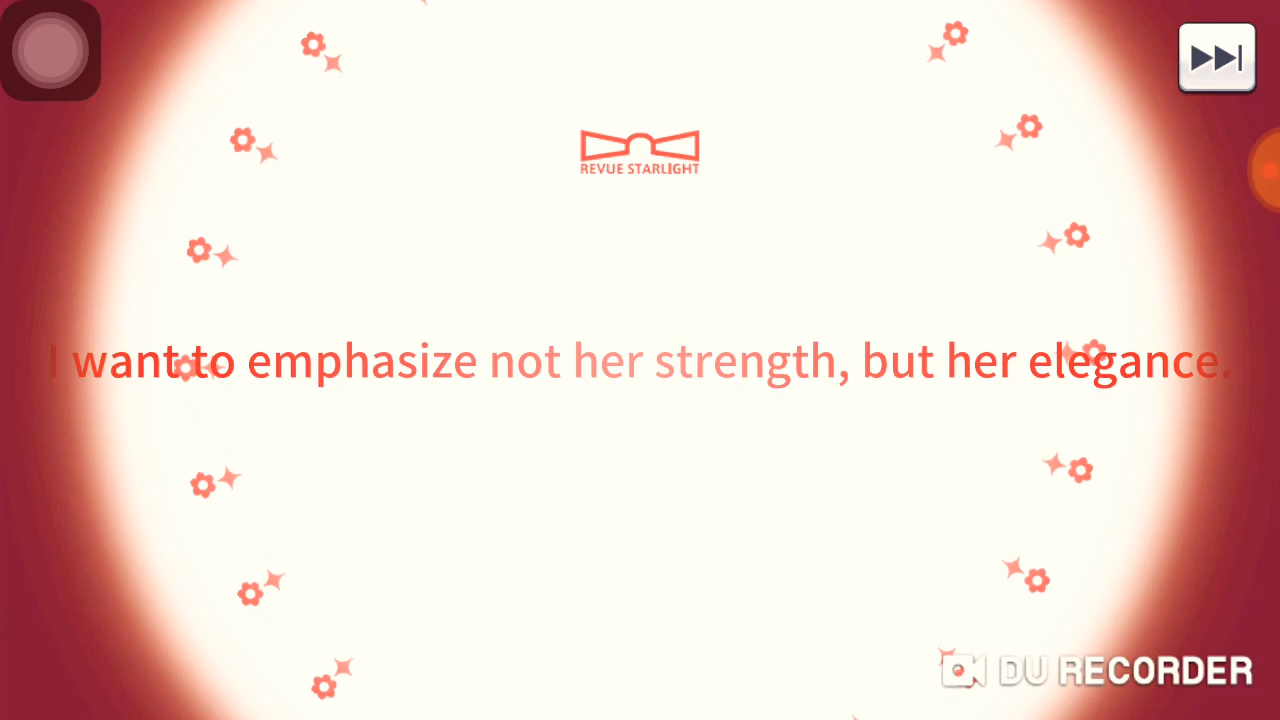 REVUE STARLIGHT
I want to emphasize not her strength, but her elegance.
DU RECORDER